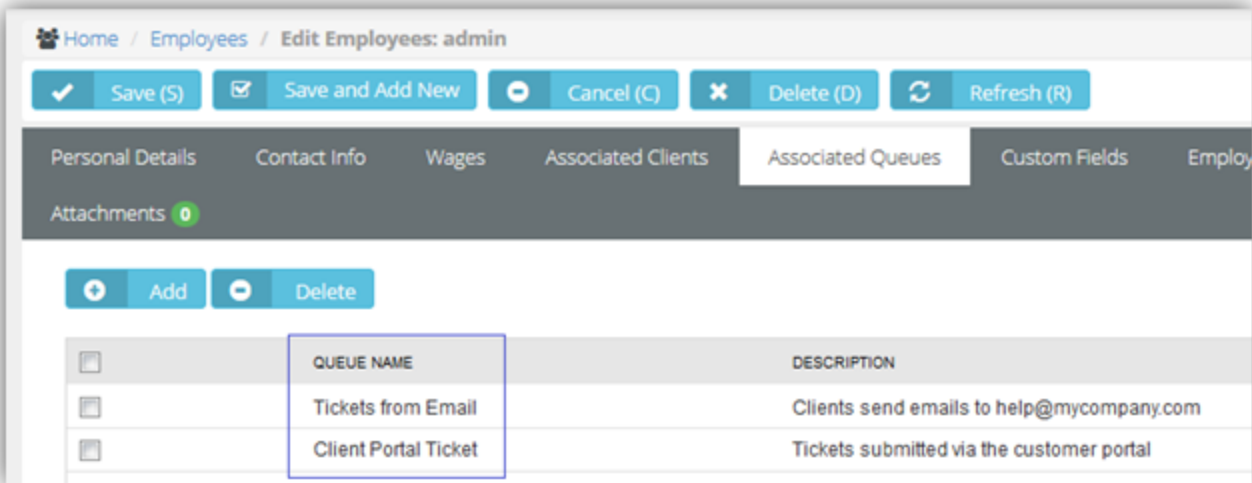 Home / Employees / Edit Employees: admin
Save (S) Save and Add New Cancel (C) Delete (D) Refresh (R)
Personal Details Contact Info Wages Associated Clients Associated Queues Custom Fields Employ
Attachments 0
Add Delete
QUEUE NAME DESCRIPTION
Tickets from Email Clients send emails to help@mycompany.com
Client Portal Ticket Tickets submitted via the customer portal